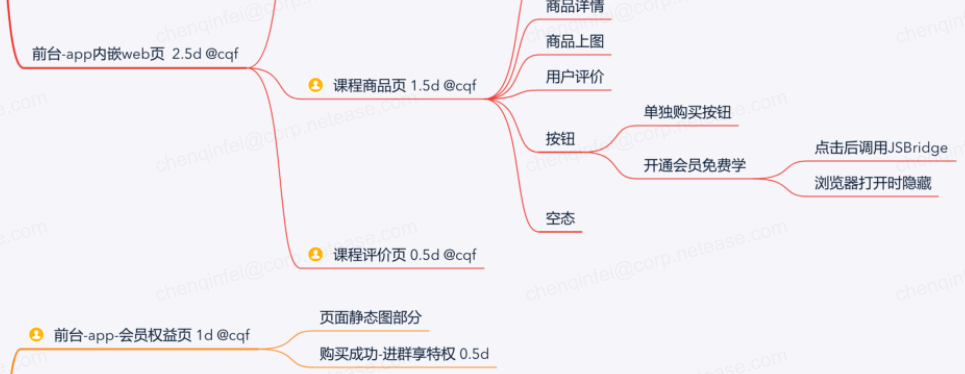 商品详情
商品上图
前台-app内嵌web页 2.5d @cqf
用户评价
课程商品页 1.5d @cqf
单独购买按钮
按钮
点击后调用JSBridge
开通会员免费学
浏览器打开时隐藏
空态
课程评价页 0.5d @cqf
页面静态图部分
前台-app-会员权益页 1d @cqf
购买成功-进群享特权 0.5d
chenqinfei@corp.netease.com